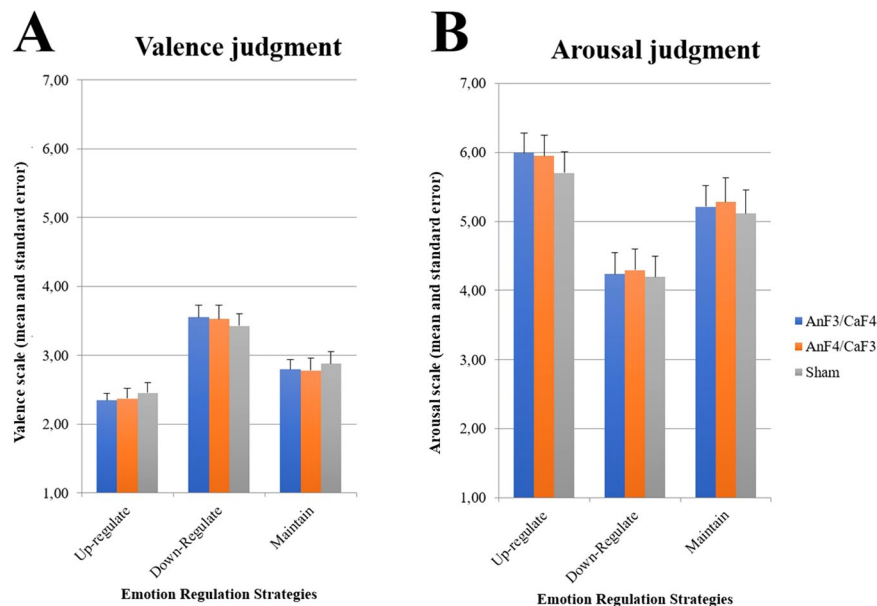 A
Valence judgment
Valence scale (mean and standard error)
7,00
6,00
5,00
4,00
3,00
2,00
1,00
Up-regulate
Down-Regulate
Maintain
Emotion Regulation Strategies
B
Arousal judgment
Arousal scale (mean and standard error)
7,00
6,00
5,00
4,00
3,00
2,00
1,00
Up-regulate
Down-Regulate
Maintain
Emotion Regulation Strategies
AnF3/CaF4
AnF4/CaF3
Sham